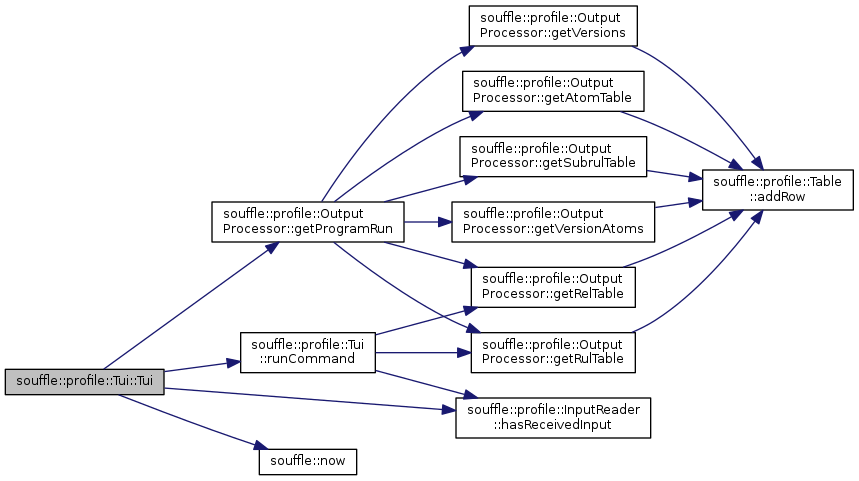 souffle::profile::Output
Processor::getVersions
souffle::profile::Output
Processor::getAtomTable
souffle::profile::Output
Processor::getSubrulTable
souffle::profile::Table
::addRow
souffle::profile::Output
Processor::getProgramRun
souffle::profile::Output
Processor::getVersionAtoms
souffle::profile::Output
Processor::getRelTable
souffle::profile::Tui
::runCommand
souffle::profile::Output
Processor::getRulTable
souffle::profile::Tui::Tui
souffle::profile::InputReader
::hasReceivedInput
souffle::now